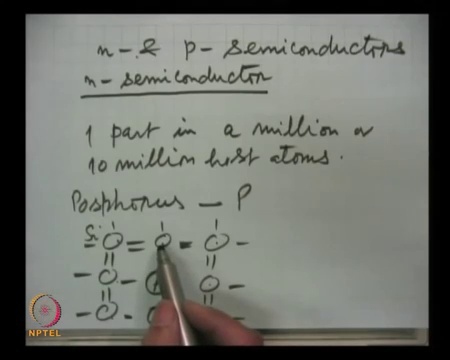 n- & p- semiconductors
n- semiconductor
1 part in a million or
10 million host atoms.
Posphorus — P
Si
NPTEL